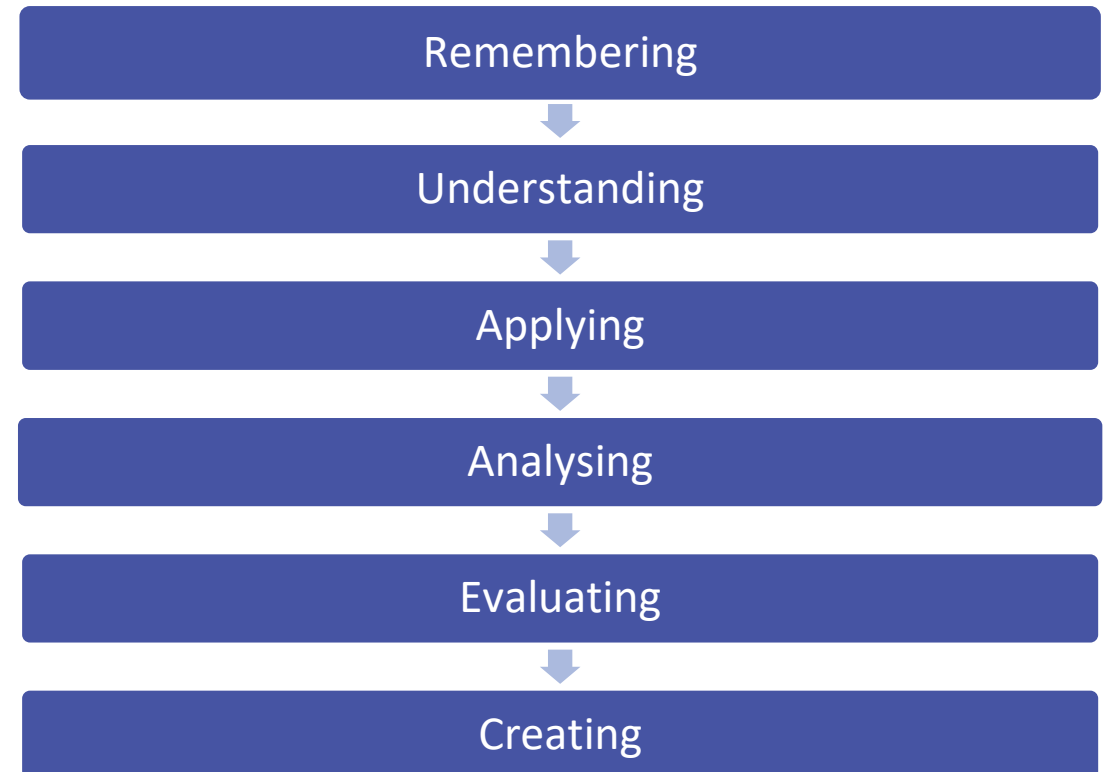 Remembering
Understanding
Applying
Analysing
Evaluating
Creating